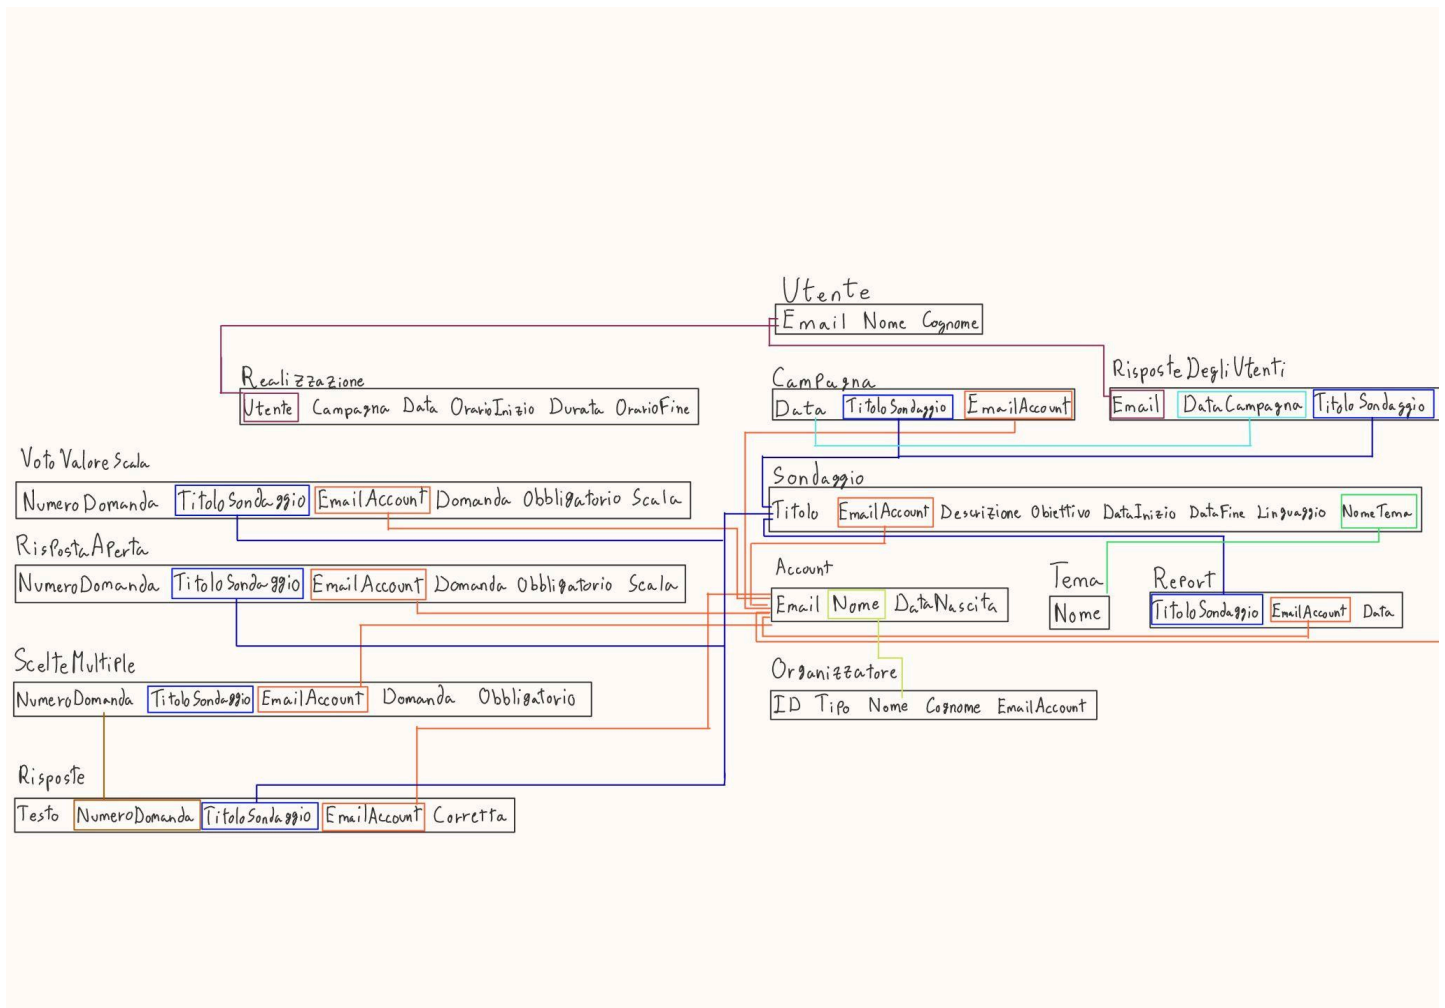 Utente
Email Nome Cognome
Realizzazione
Utente Campagna Data OrarioInizio Durata OrarioFine
Campagna
Data TitoloSondaggio EmailAccount
RisposteDegliUtenti
Email DataCampagna TitoloSondaggio
VotoValoreScala
NumeroDomanda TitoloSondaggio EmailAccount Domanda Obbligatorio Scala
Sondaggio
Titolo EmailAccount Descrizione Obiettivo DataInizio DataFine Linguaggio NomeTema
RispostaAperta
NumeroDomanda TitoloSondaggio EmailAccount Domanda Obbligatorio Scala
Account
Email Nome DataNascita
Tema
Nome
Report
TitoloSondaggio EmailAccount Data
ScelteMultiple
NumeroDomanda TitoloSondaggio EmailAccount Domanda Obbligatorio
Organizzatore
ID Tipo Nome Cognome EmailAccount
Risposte
Testo NumeroDomanda TitoloSondaggio EmailAccount Corretta